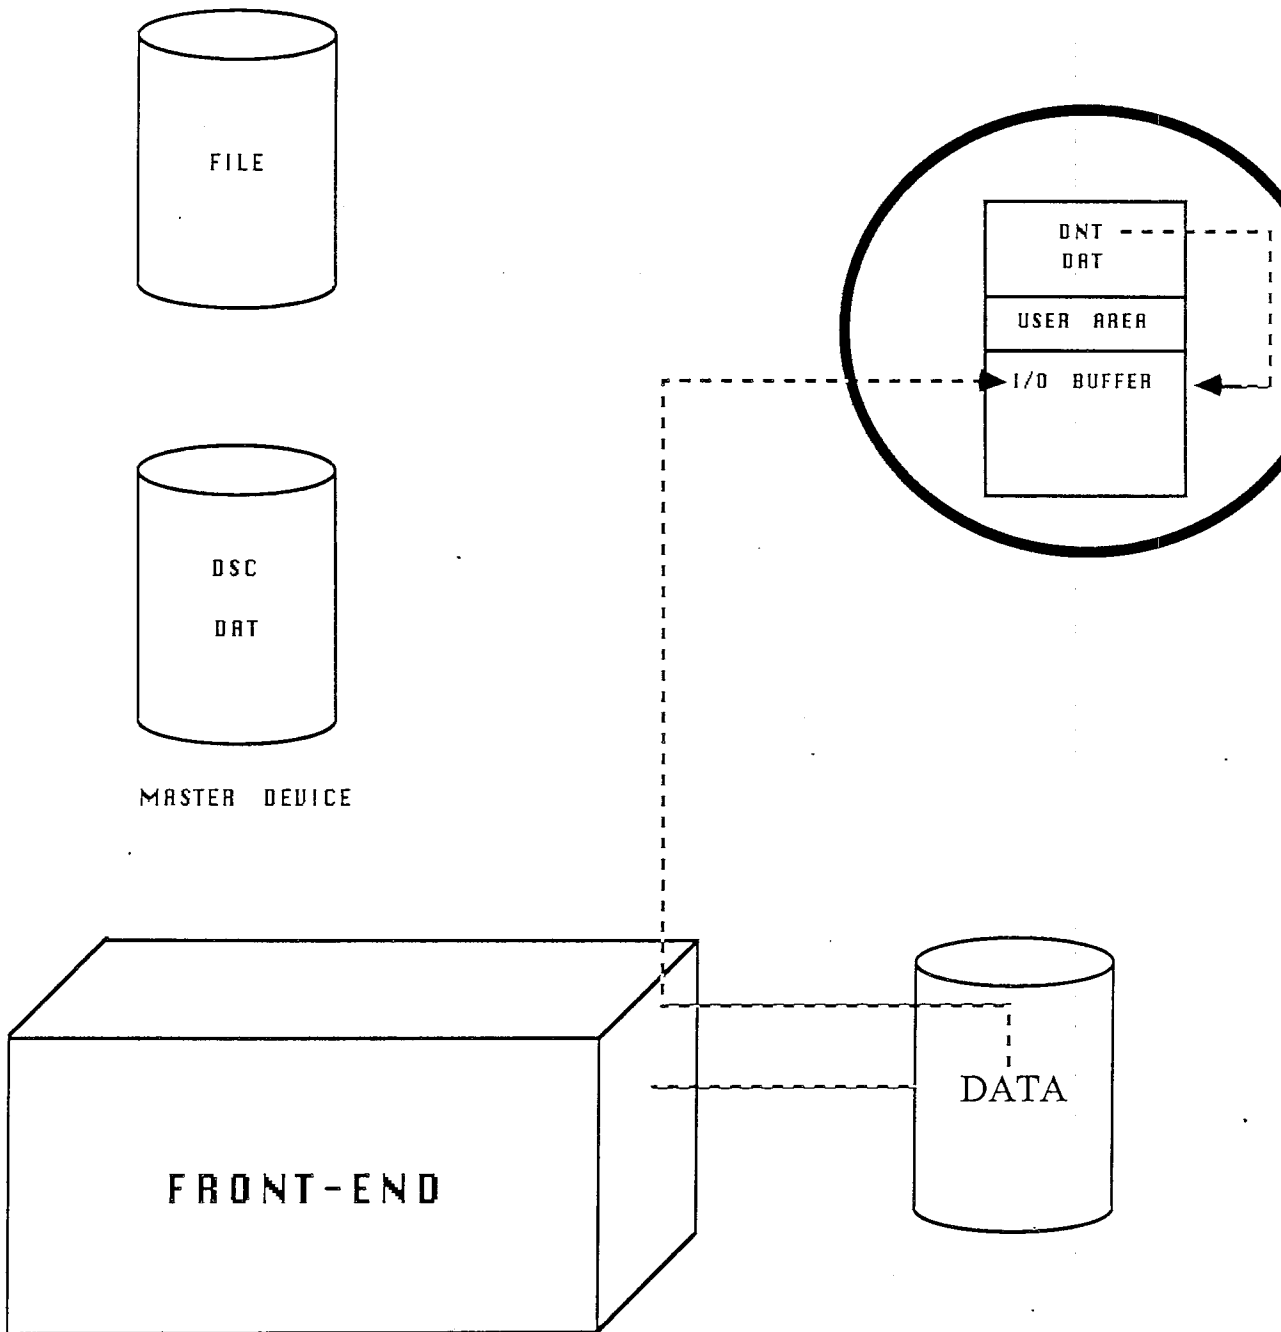 FILE
DNT
DAT
USER AREA
I/O BUFFER
DSC
DAT
MASTER DEVICE
DATA
FRONT-END